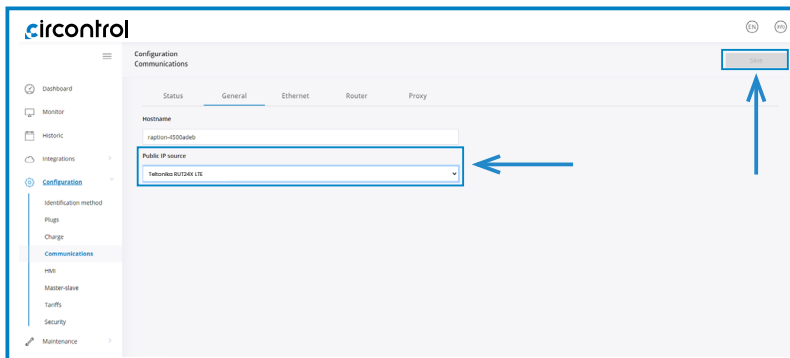 circontrol
EN
Info
Configuration
Communications
Save
Dashboard
Monitor
Historic
Integrations
Configuration
Identification method
Plugs
Charge
Communications
HMI
Master-slave
Tariffs
Security
Maintenance
Status General Ethernet Router Proxy
Hostname
raption-4500adeb
Public IP source
Teltonika RUT24X LTE